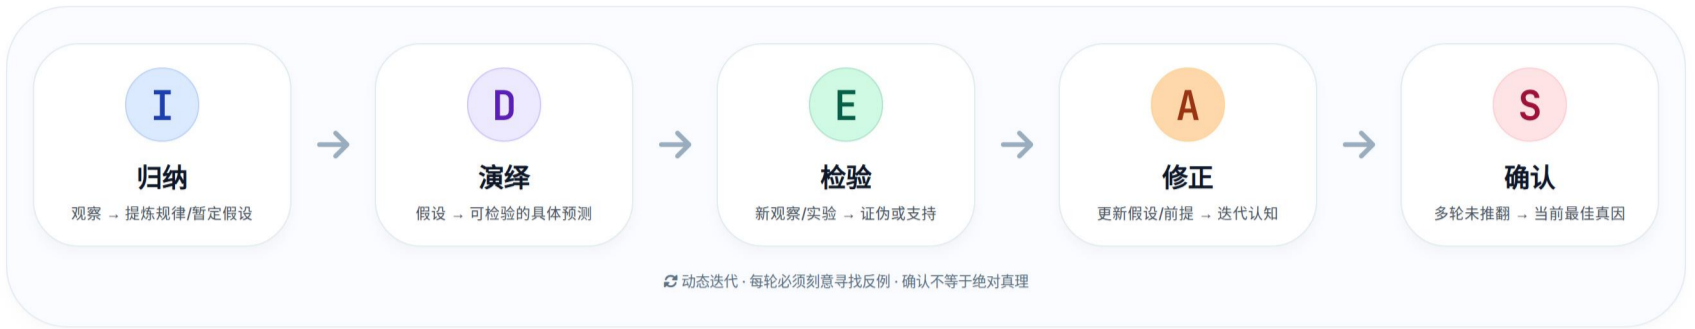 I
归纳
观察 → 提炼规律/暂定假设
D
演绎
假设 → 可检验的具体预测
E
检验
新观察/实验 → 证伪或支持
A
修正
更新假设/前提 → 迭代认知
S
确认
多轮未推翻 → 当前最佳真因
动态迭代 · 每轮必须刻意寻找反例 · 确认不等于绝对真理